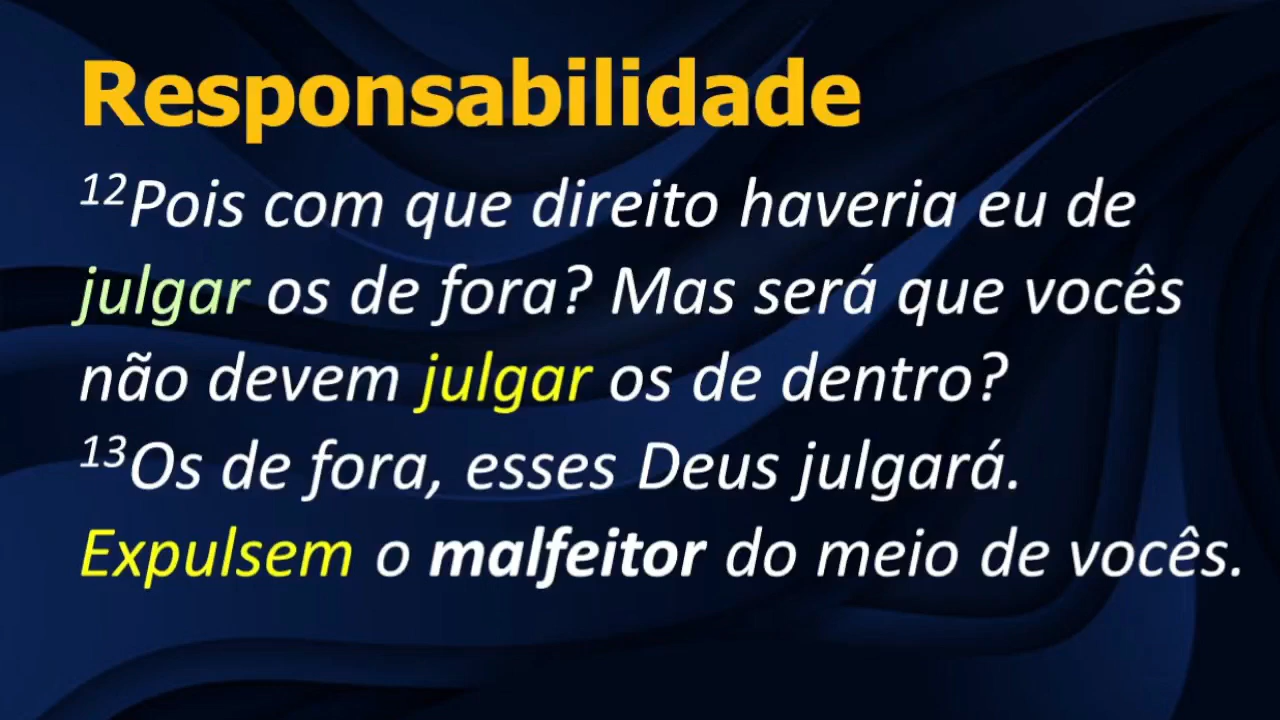 Responsabilidade
12Pois com que direito haveria eu de
julgar os de fora? Mas será que vocês
não devem julgar os de dentro?
13Os de fora, esses Deus julgará.
Expulsem o malfeitor do meio de vocês.